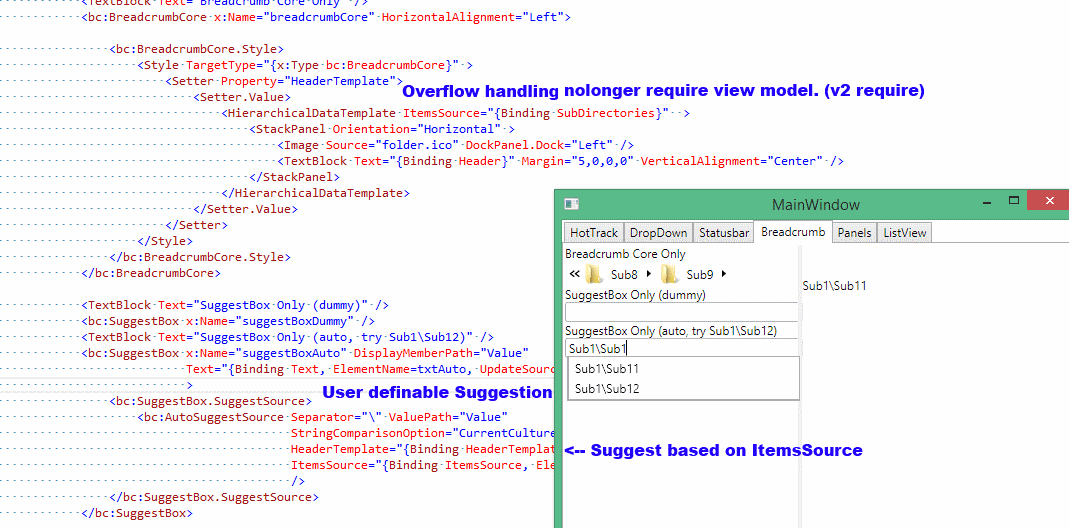 <TextBlock Text="Breadcrumb Core Only" />
<bc:BreadcrumbCore x:Name="breadcrumbCore" HorizontalAlignment="Left">
<bc:BreadcrumbCore.Style>
<Style TargetType="{x:Type bc:BreadcrumbCore}" >
<Setter Property="HeaderTemplate">
Overflow handling nolonger require view model. (v2 require)
<Setter.Value>
<HierarchicalDataTemplate ItemsSource="{Binding SubDirectories}" >
<StackPanel Orientation="Horizontal" >
<Image Source="folder.ico" DockPanel.Dock="Left" />
<TextBlock Text="{Binding Header}" Margin="5,0,0,0" VerticalAlignment="Center" />
</StackPanel>
</HierarchicalDataTemplate>
</Setter.Value>
</Setter>
</Style>
</bc:BreadcrumbCore.Style>
</bc:BreadcrumbCore>
<TextBlock Text="SuggestBox Only (dummy)" />
<bc:SuggestBox x:Name="suggestBoxDummy" />
<TextBlock Text="SuggestBox Only (auto, try Sub1\Sub12)" />
<bc:SuggestBox x:Name="suggestBoxAuto" DisplayMemberPath="Value"
Text="{Binding Text, ElementName=txtAuto, UpdateSour
>
User definable Suggestion
<bc:SuggestBox.SuggestSource>
<bc:AutoSuggestSource Separator="\" ValuePath="Value"
StringComparisonOption="CurrentCulture
HeaderTemplate="{Binding HeaderTemplat
ItemsSource="{Binding ItemsSource, Ele
/>
</bc:SuggestBox.SuggestSource>
</bc:SuggestBox>
MainWindow
HotTrack DropDown Statusbar Breadcrumb Panels ListView
Breadcrumb Core Only
« Sub8 Sub9
Sub1\Sub11
SuggestBox Only (dummy)
SuggestBox Only (auto, try Sub1\Sub12)
Sub1\Sub1
Sub1\Sub11
Sub1\Sub12
<-- Suggest based on ItemsSource